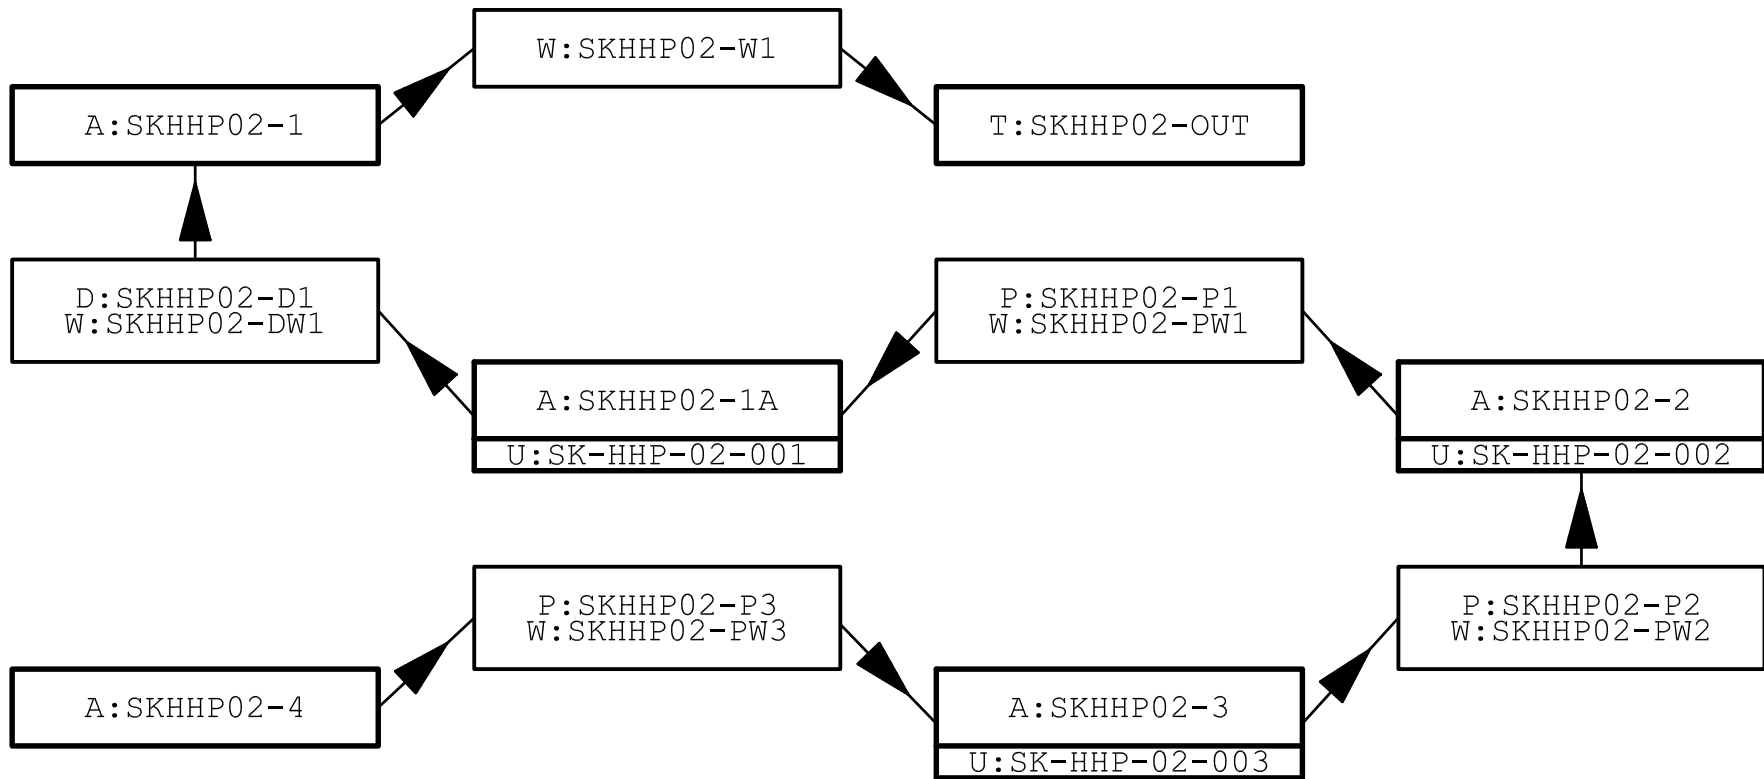 W:SKHHP02-W1
A:SKHHP02-1
T:SKHHP02-OUT
D:SKHHP02-D1
W:SKHHP02-DW1
P:SKHHP02-P1
W:SKHHP02-PW1
A:SKHHP02-1A
U:SK-HHP-02-001
A:SKHHP02-2
U:SK-HHP-02-002
P:SKHHP02-P3
W:SKHHP02-PW3
P:SKHHP02-P2
W:SKHHP02-PW2
A:SKHHP02-4
A:SKHHP02-3
U:SK-HHP-02-003